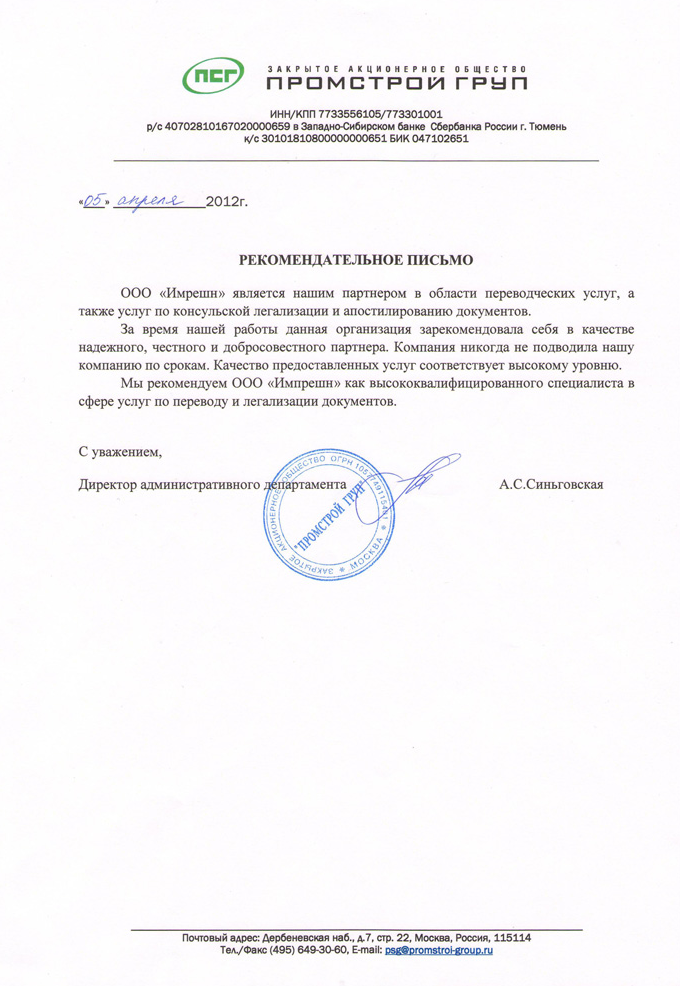 ПСГ
ЗАКРЫТОЕ АКЦИОНЕРНОЕ ОБЩЕСТВО
ПРОМСТРОЙ ГРУП
ИНН/КПП 7733556105/773301001
р/с 40702810167020000659 в Западно-Сибирском банке Сбербанка России г. Тюмень
к/с 30101810800000000651 БИК 047102651
«05» апреля 2012г.
РЕКОМЕНДАТЕЛЬНОЕ ПИСЬМО
ООО «Имрешн» является нашим партнером в области переводческих услуг, а
также услуг по консульской легализации и апостилированию документов.
За время нашей работы данная организация зарекомендовала себя в качестве
надежного, честного и добросовестного партнера. Компания никогда не подводила нашу
компанию по срокам. Качество предоставленных услуг соответствует высокому уровню.
Мы рекомендуем ООО «Импрешн» как высококвалифицированного специалиста в
сфере услуг по переводу и легализации документов.
С уважением,
Директор административного департамента А.С.Синьговская
ЗАКРЫТОЕ АКЦИОНЕРНОЕ ОБЩЕСТВО ОГРН
"ПРОМСТРОЙ ГРУП"
* МОСКВА *
Почтовый адрес: Дербеневская наб., д.7, стр. 22, Москва, Россия, 115114
Тел./Факс (495) 649-30-60, E-mail: psg@promstroi-group.ru